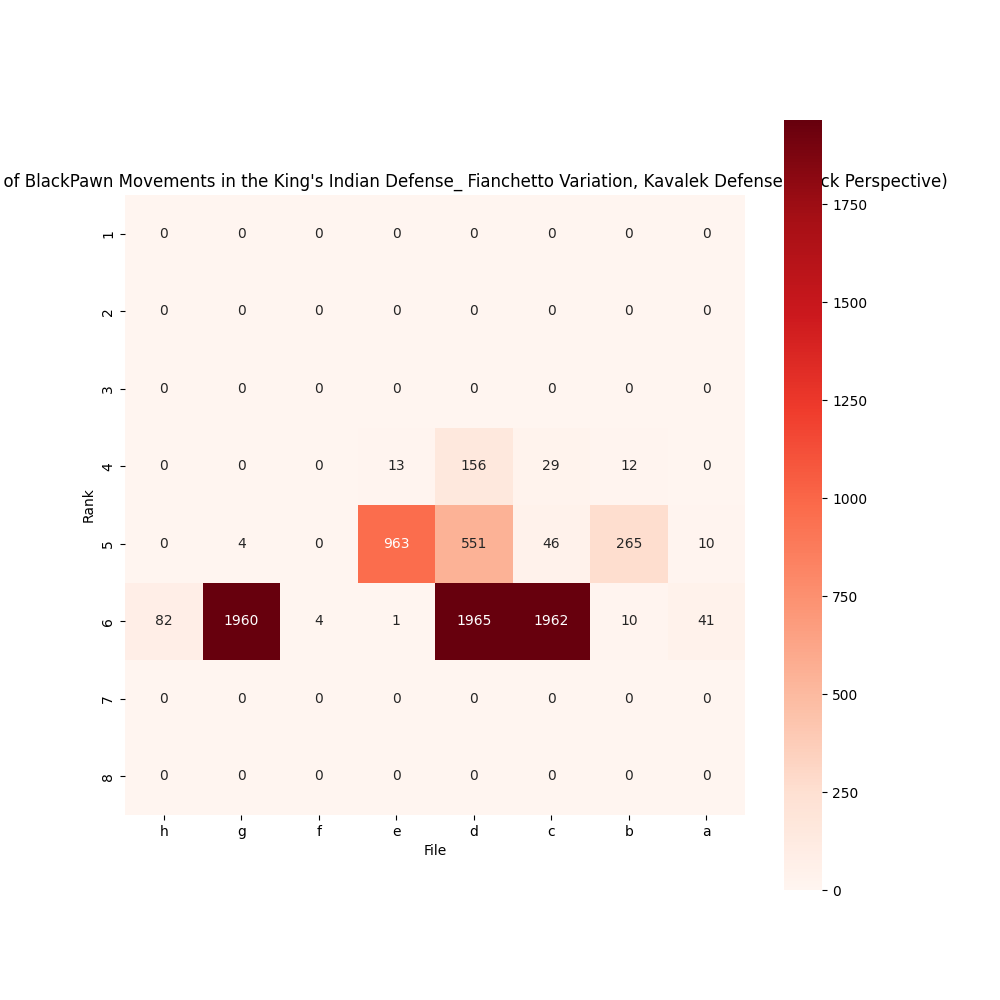 of BlackPawn Movements in the King's Indian Defense_ Fianchetto Variation, Kavalek Defense Perspective)
1 0 0 0 0 0 0 0 0
2 0 0 0 0 0 0 0 0
3 0 0 0 0 0 0 0 0
4 0 0 0 13 156 29 12 0
5 0 4 0 963 551 46 265 10
6 82 1960 4 1 1965 1962 10 41
7 0 0 0 0 0 0 0 0
8 0 0 0 0 0 0 0 0
h g f e d c b a
File
Rank
1750
1500
1250
1000
750
500
250
0